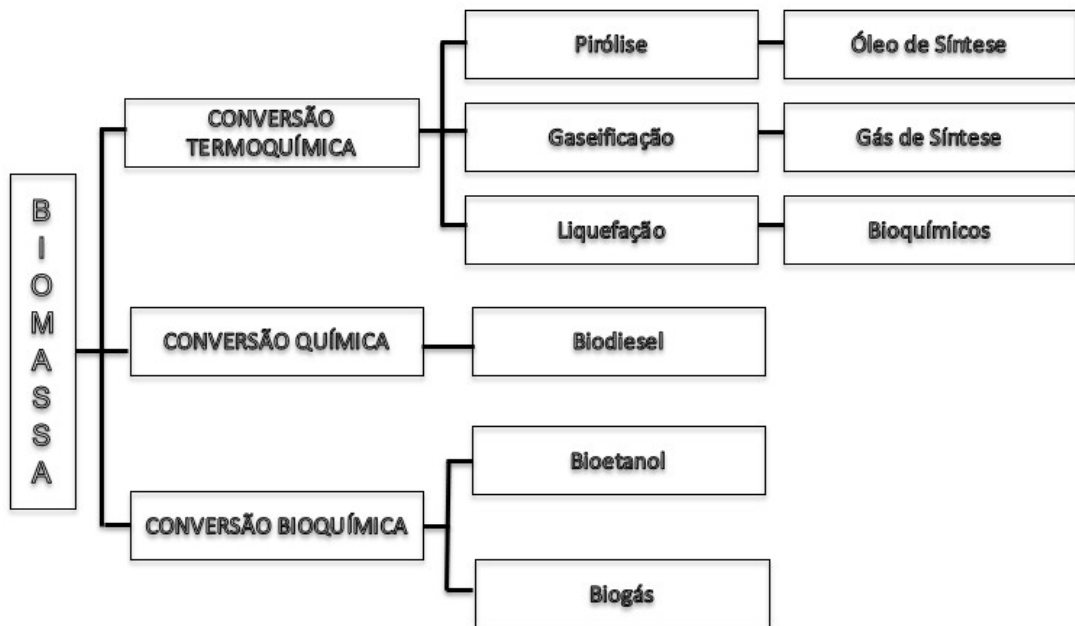 BIOMASSA
CONVERSÃO
TERMOQUÍMICA
Pirólise
Óleo de Síntese
Gaseificação
Gás de Síntese
Liquefação
Bioquímicos
CONVERSÃO QUÍMICA
Biodiesel
CONVERSÃO BIOQUÍMICA
Bioetanol
Biogás